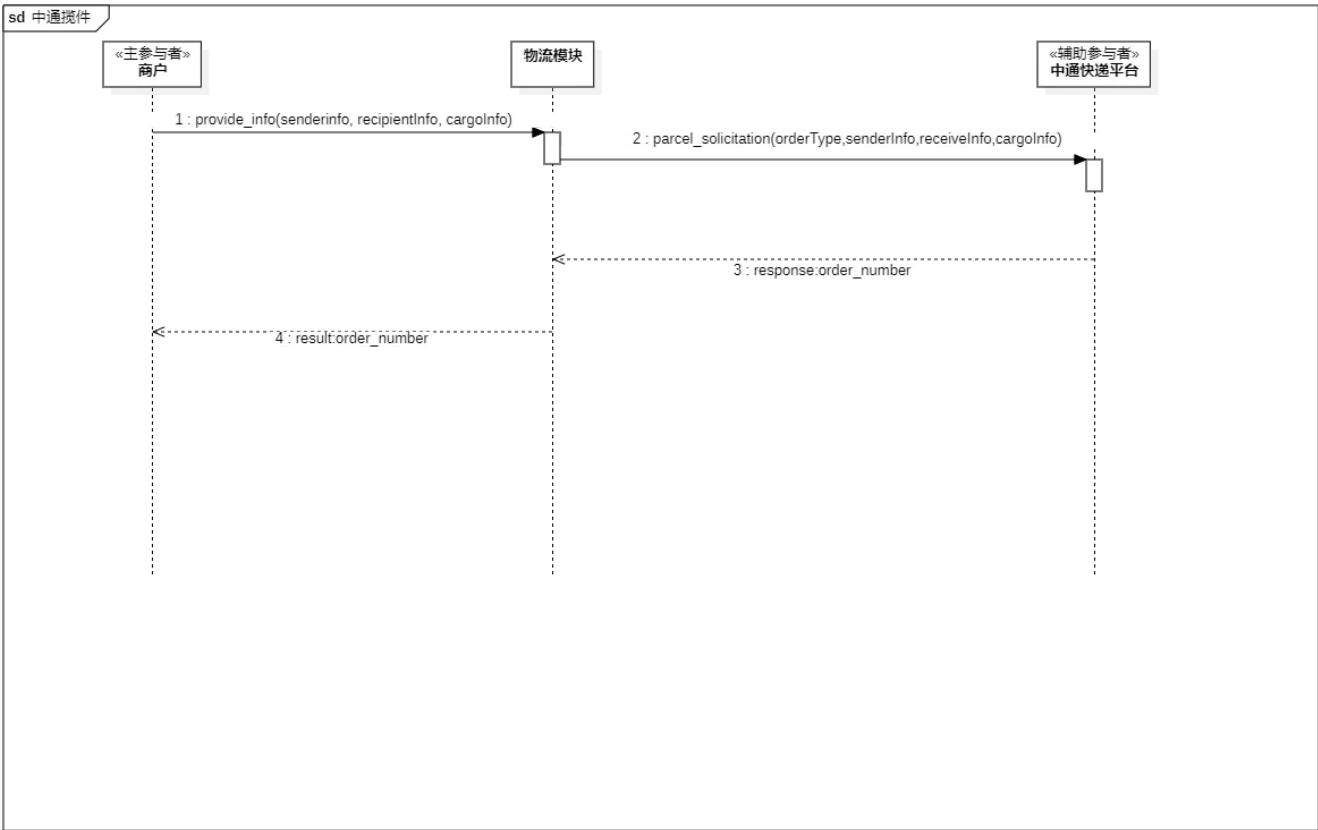 sd 中通揽件
«主参与者»
商户
物流模块
«辅助参与者»
中通快递平台
1 : provide_info(senderinfo, recipientInfo, cargoInfo)
2 : parcel_solicitation(orderType,senderInfo,receiveInfo,cargoInfo)
3 : response:order_number
4 : result:order_number